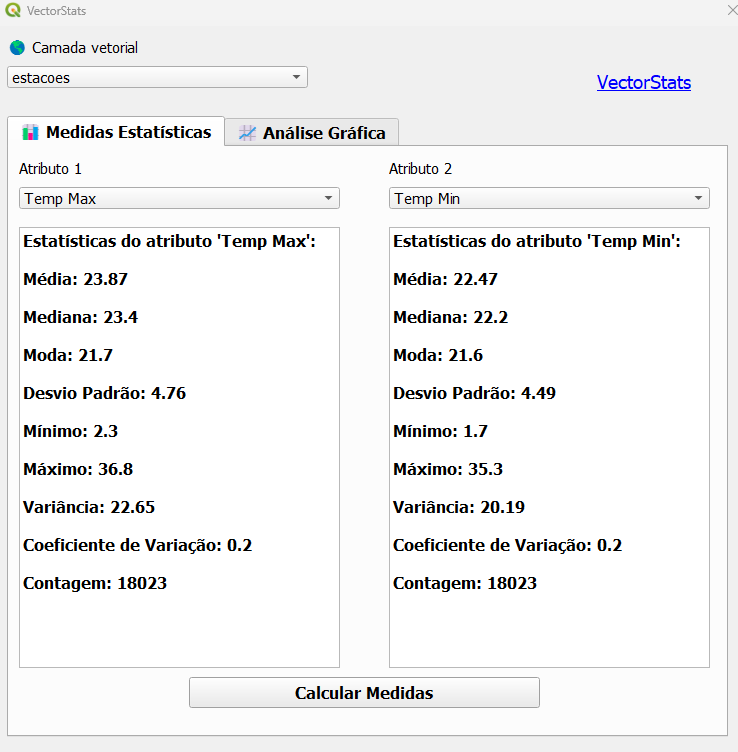 VectorStats
Camada vetorial
estacoes
VectorStats
Medidas Estatísticas
Análise Gráfica
Atributo 1
Temp Max
Estatísticas do atributo 'Temp Max':
Média: 23.87
Mediana: 23.4
Moda: 21.7
Desvio Padrão: 4.76
Mínimo: 2.3
Máximo: 36.8
Variância: 22.65
Coeficiente de Variação: 0.2
Contagem: 18023
Atributo 2
Temp Min
Estatísticas do atributo 'Temp Min':
Média: 22.47
Mediana: 22.2
Moda: 21.6
Desvio Padrão: 4.49
Mínimo: 1.7
Máximo: 35.3
Variância: 20.19
Coeficiente de Variação: 0.2
Contagem: 18023
Calcular Medidas